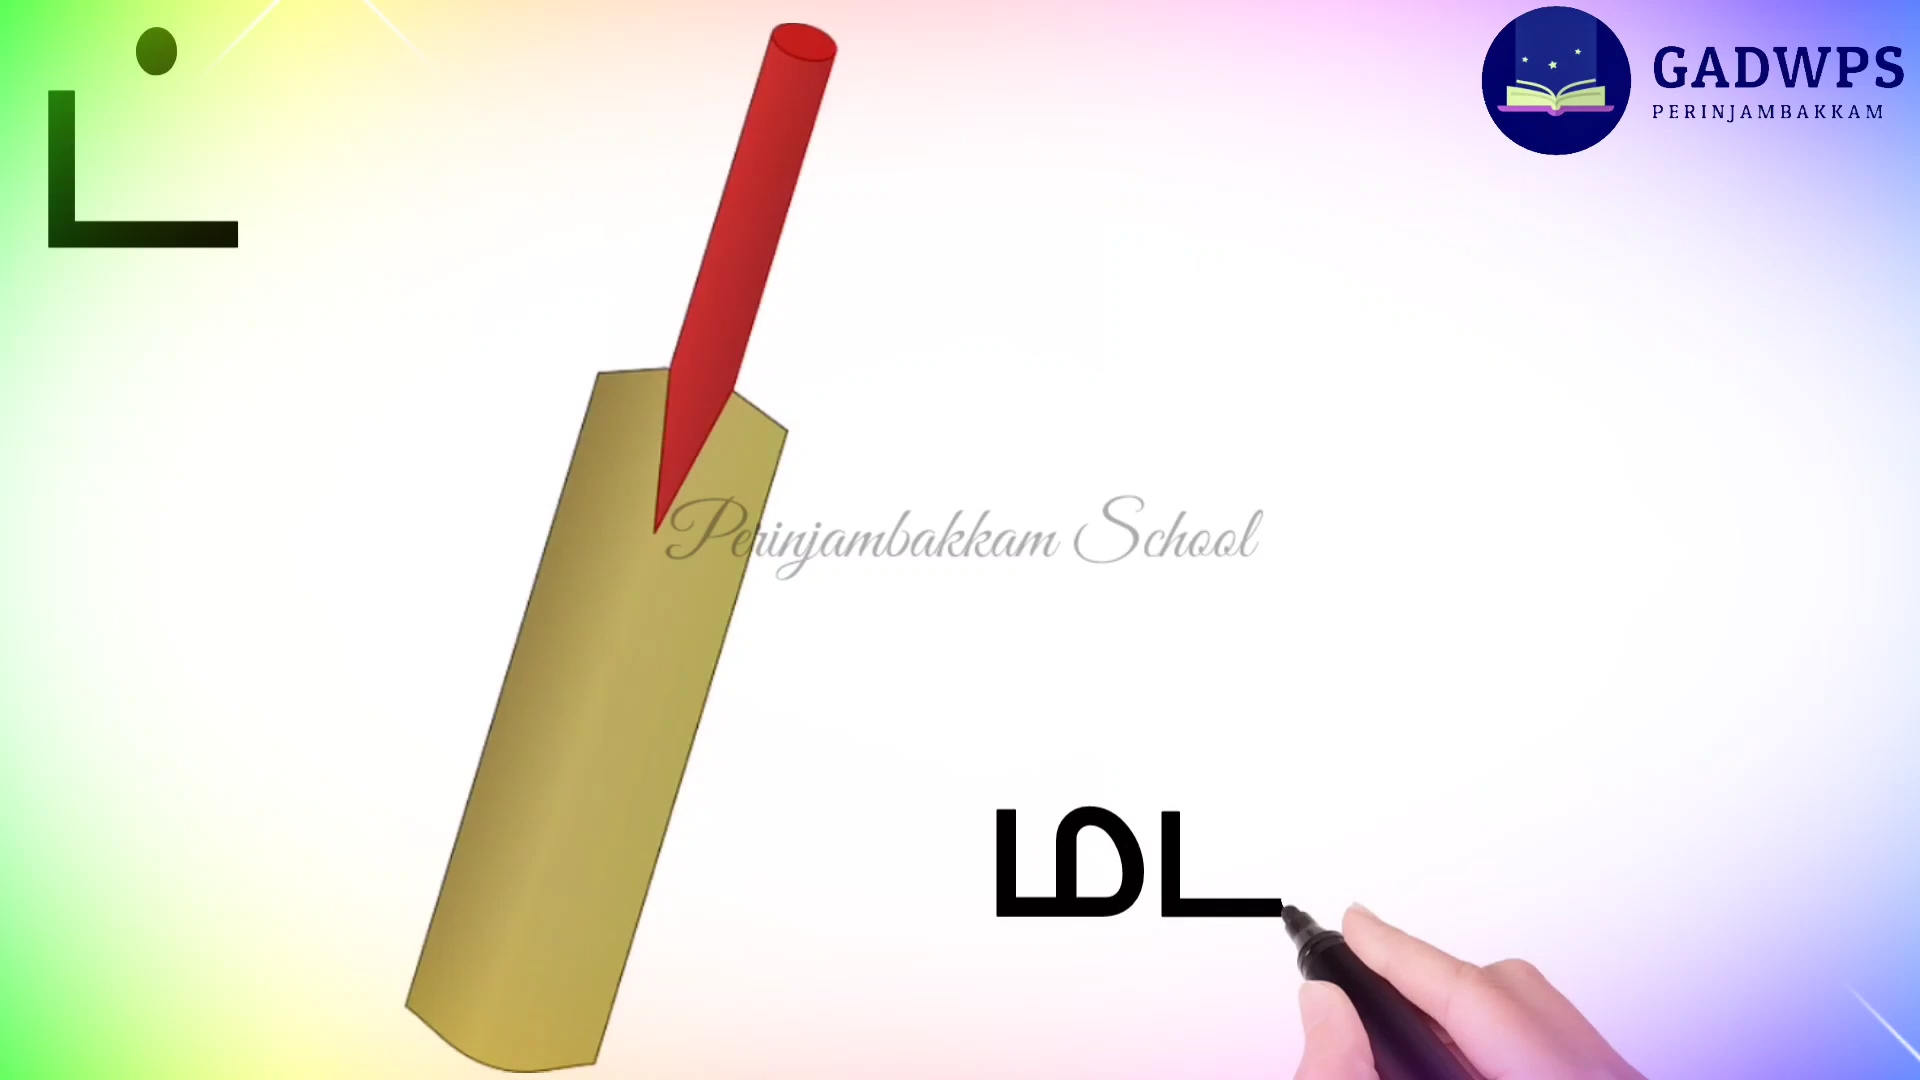 ட்
GADWPS
PERINJAMBAKKAM
Perinjambakkam School
மட